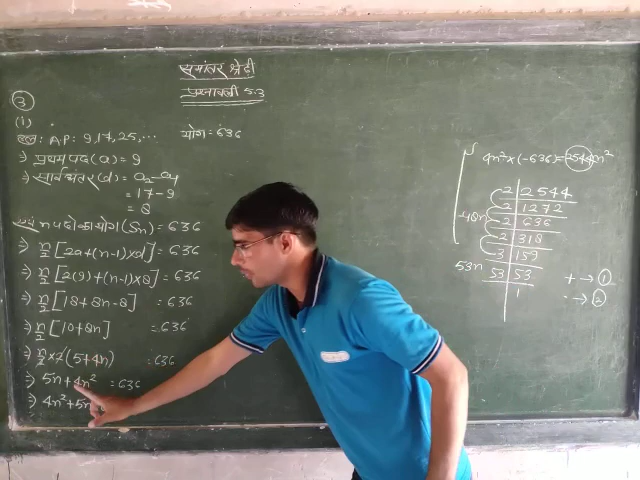 समांतर श्रेढ़ी
प्रश्नावली 5.3
③
(i)
हल: AP: 9,17,25,... योग = 636
⇒ प्रथम पद (a) = 9
⇒ सार्वअंतर (d) = a₂-a₁
= 17-9
= 8
n पदों का योग (Sn) = 636
⇒ n/2 [2a+(n-1)×d] = 636
⇒ n/2 [2(9)+(n-1)×8] = 636
⇒ n/2 [18+8n-8] = 636
⇒ n/2 [10+8n] = 636
⇒ n/2 ×2 (5+4n) = 636
⇒ 5n+4n² = 636
⇒ 4n²+5n
4n²×(-636)=2544n²
2 2544
2 1272
2 636
2 318
3 159
53 53
1
48n
53n
+ → ①
- → ②